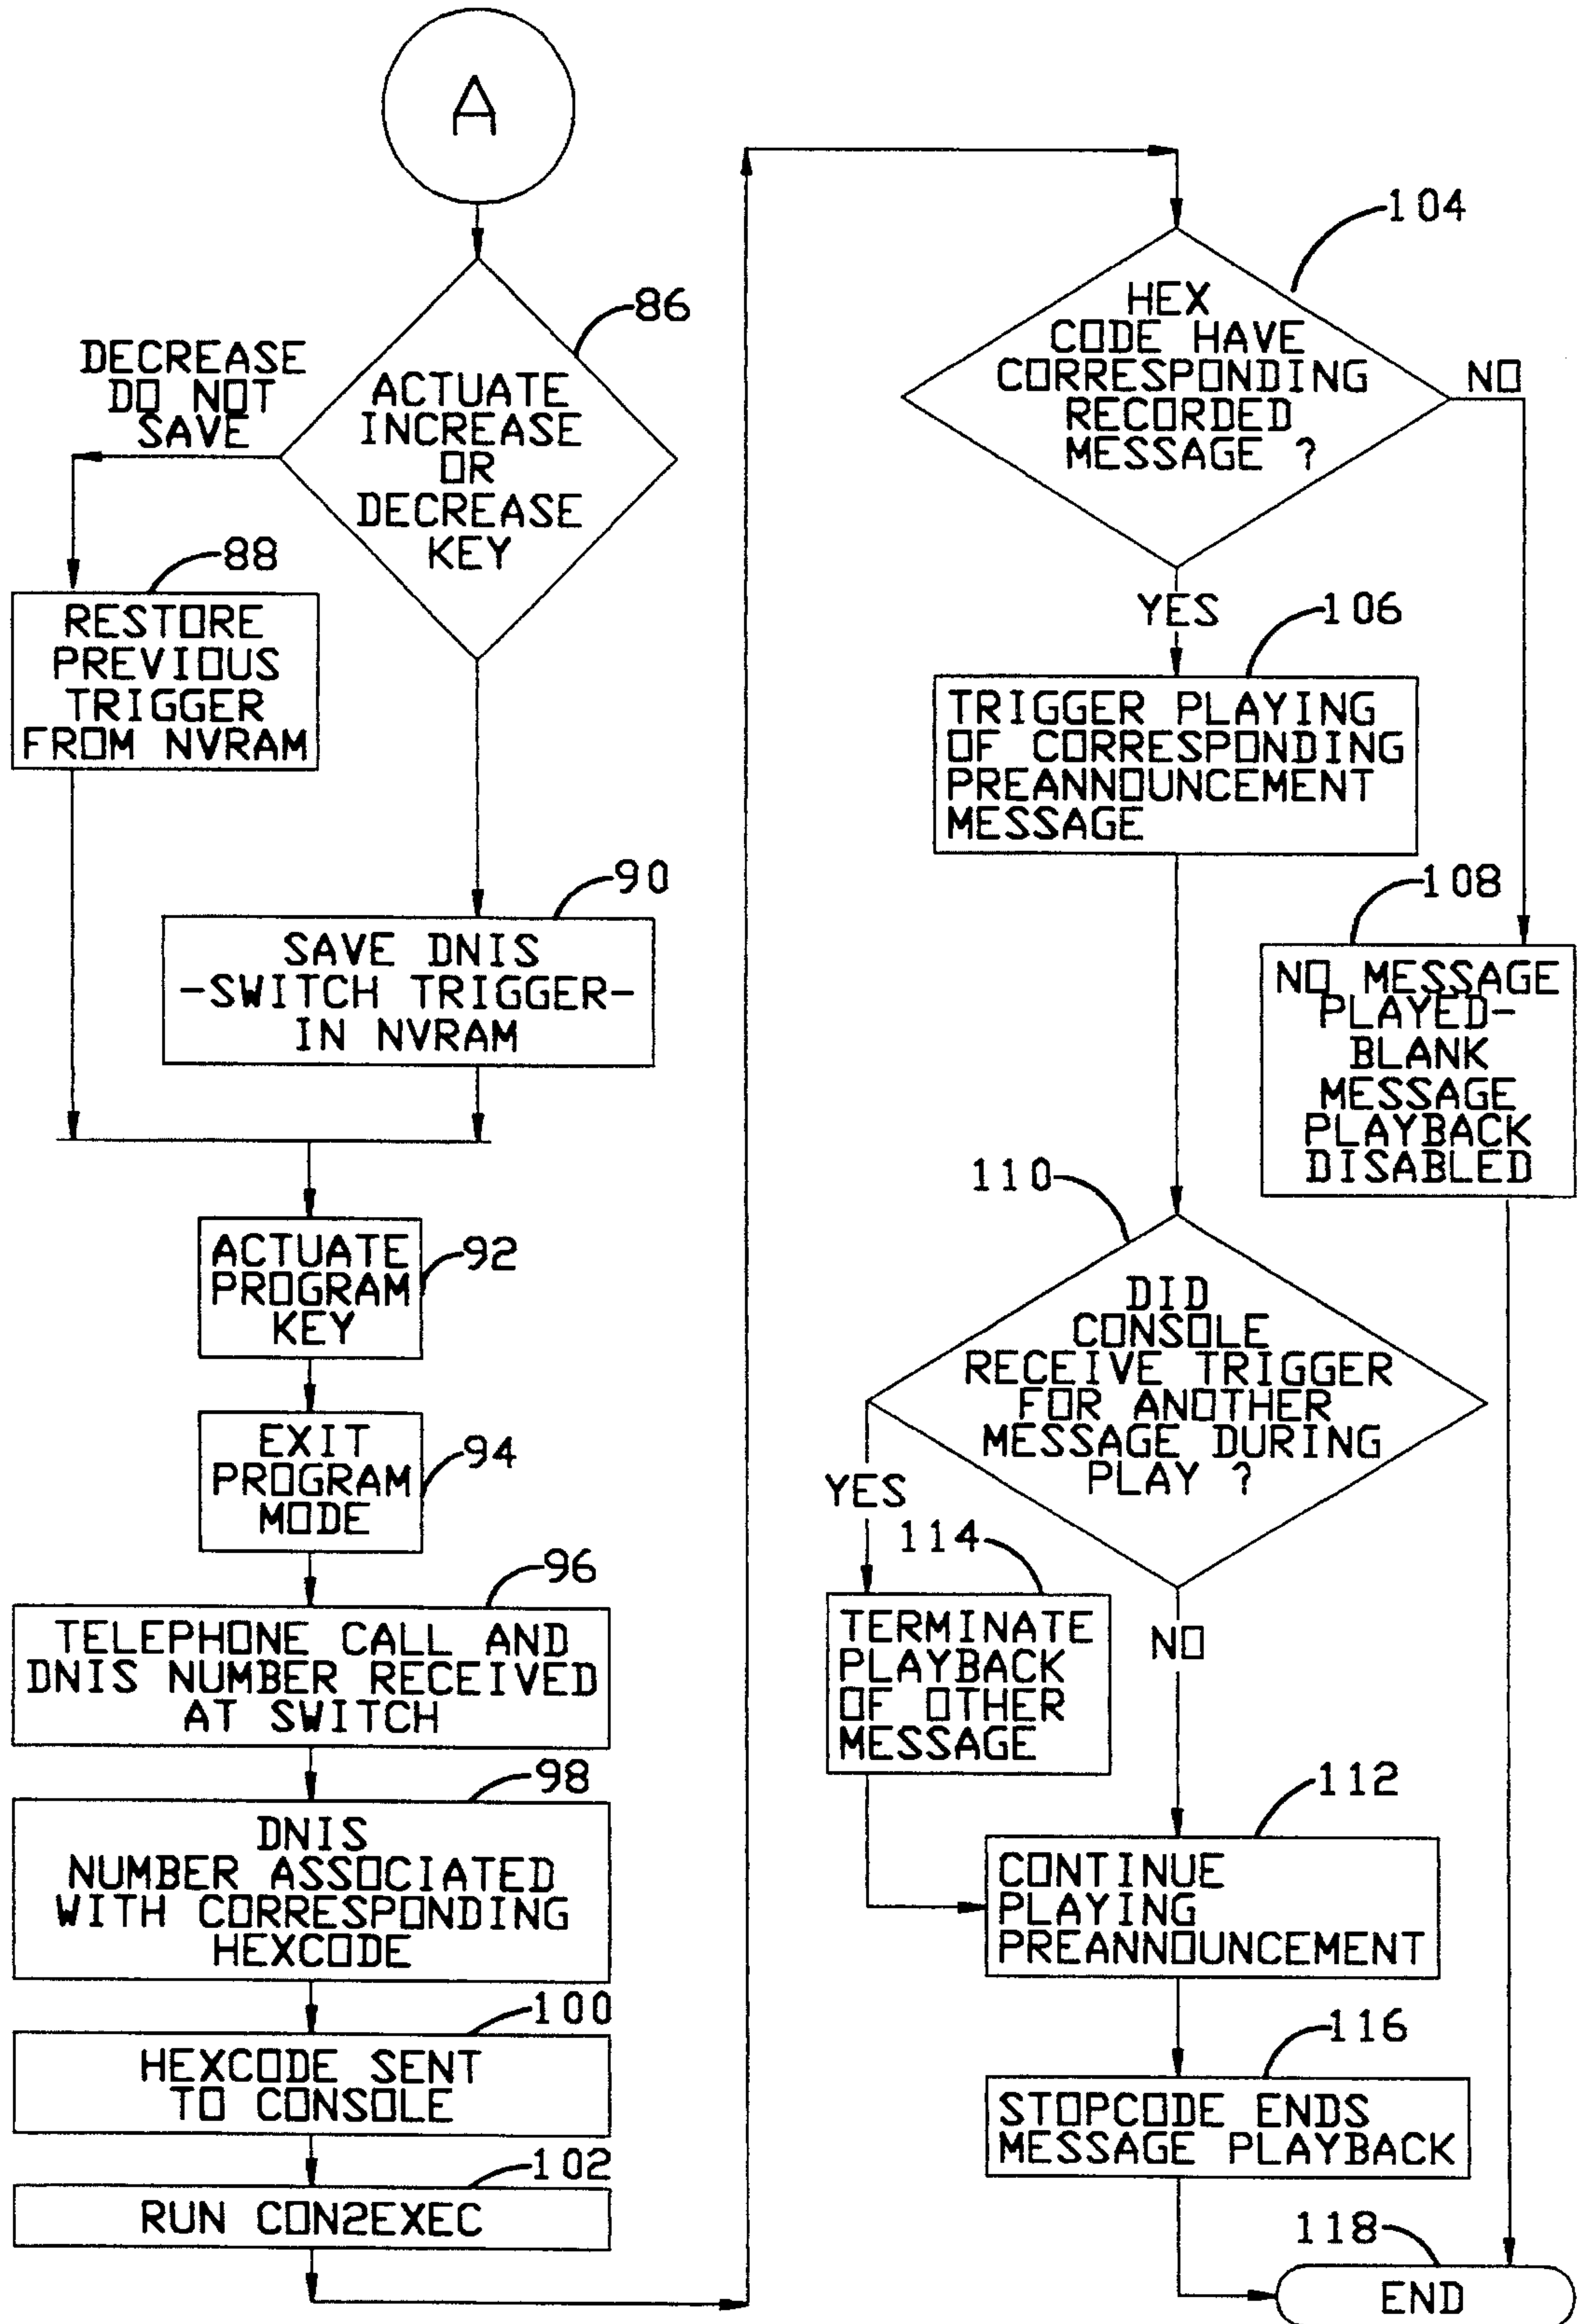 A
86
DECREASE
DO NOT
SAVE
ACTUATE
INCREASE
OR
DECREASE
KEY
88
RESTORE
PREVIOUS
TRIGGER
FROM NVRAM
90
SAVE DNIS
-SWITCH TRIGGER-
IN NVRAM
ACTUATE
PROGRAM
KEY
92
EXIT
PROGRAM
MODE
94
96
TELEPHONE CALL AND
DNIS NUMBER RECEIVED
AT SWITCH
98
DNIS
NUMBER ASSOCIATED
WITH CORRESPONDING
HEXCODE
100
HEXCODE SENT
TO CONSOLE
102
RUN CON2EXEC
104
HEX
CODE HAVE
CORRESPONDING
RECORDED
MESSAGE ?
NO
YES
106
TRIGGER PLAYING
OF CORRESPONDING
PREANNOUNCEMENT
MESSAGE
108
NO MESSAGE
PLAYED-
BLANK
MESSAGE
PLAYBACK
DISABLED
110
DID
CONSOLE
RECEIVE TRIGGER
FOR ANOTHER
MESSAGE DURING
PLAY ?
YES
114
TERMINATE
PLAYBACK
OF OTHER
MESSAGE
NO
112
CONTINUE
PLAYING
PREANNOUNCEMENT
116
STOPCODE ENDS
MESSAGE PLAYBACK
118
END